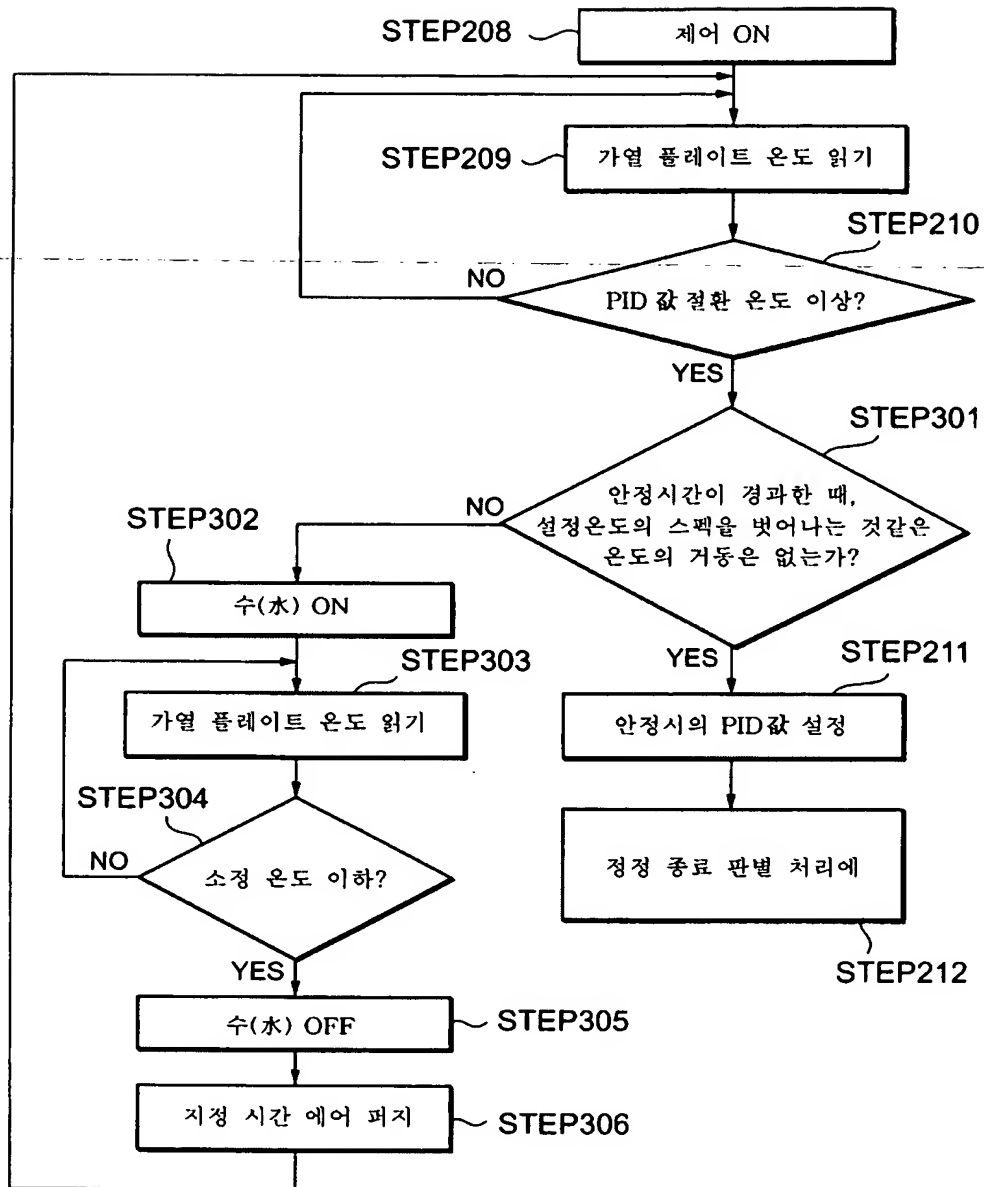 STEP208
제어 ON
STEP209
가열 플레이트 온도 읽기
STEP210
NO
PID 값 절환 온도 이상?
YES
STEP301
NO
안정시간이 경과한 때,
설정온도의 스펙을 벗어나는 것같은
온도의 거동은 없는가?
STEP302
수(水) ON
YES
STEP303
STEP211
가열 플레이트 온도 읽기
안정시의 PID값 설정
STEP304
NO
소정 온도 이하?
정정 종료 판별 처리에
YES
STEP212
수(水) OFF
STEP305
지정 시간 에어 퍼지
STEP306